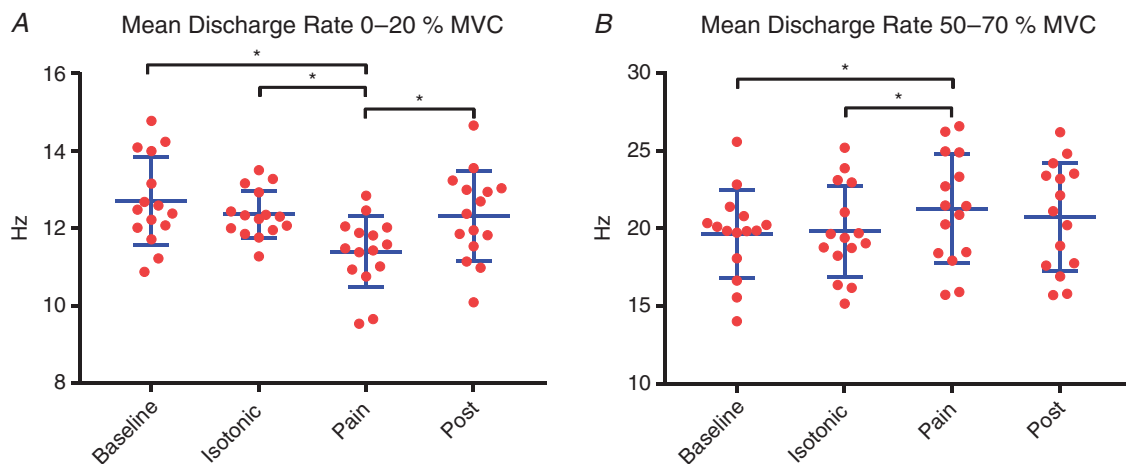 A Mean Discharge Rate 0–20 % MVC
* * *
16
14
12
10
8
Hz
Baseline
Isotonic
Pain
Post
B Mean Discharge Rate 50–70 % MVC
* *
30
25
20
15
10
Hz
Baseline
Isotonic
Pain
Post